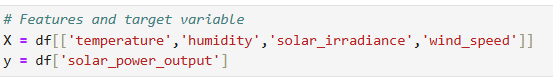 # Features and target variable
X = df[['temperature','humidity','solar_irradiance','wind_speed']]
y = df['solar_power_output']